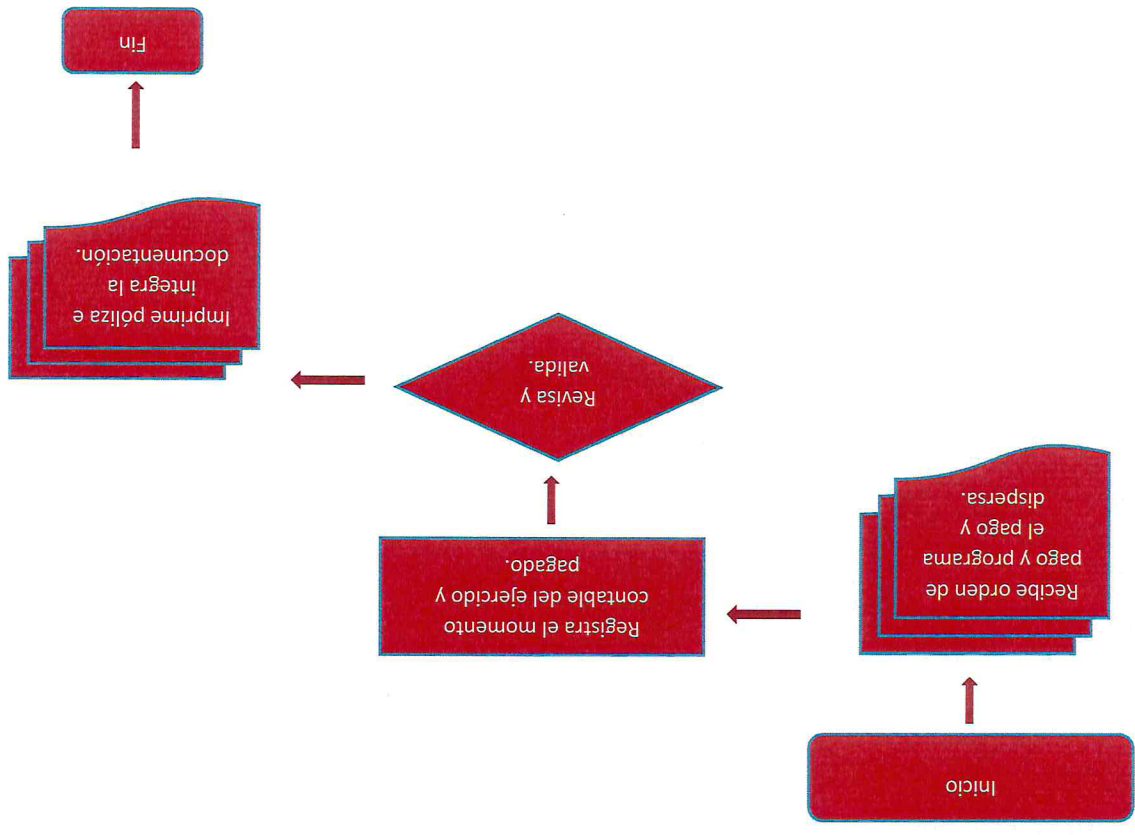 Inicio
Recibe orden de
pago y programa
el pago y
dispersa.
Registra el momento
contable del ejercido y
pagado.
Revisa y
valida.
Imprime póliza e
integra la
documentación.
Fin